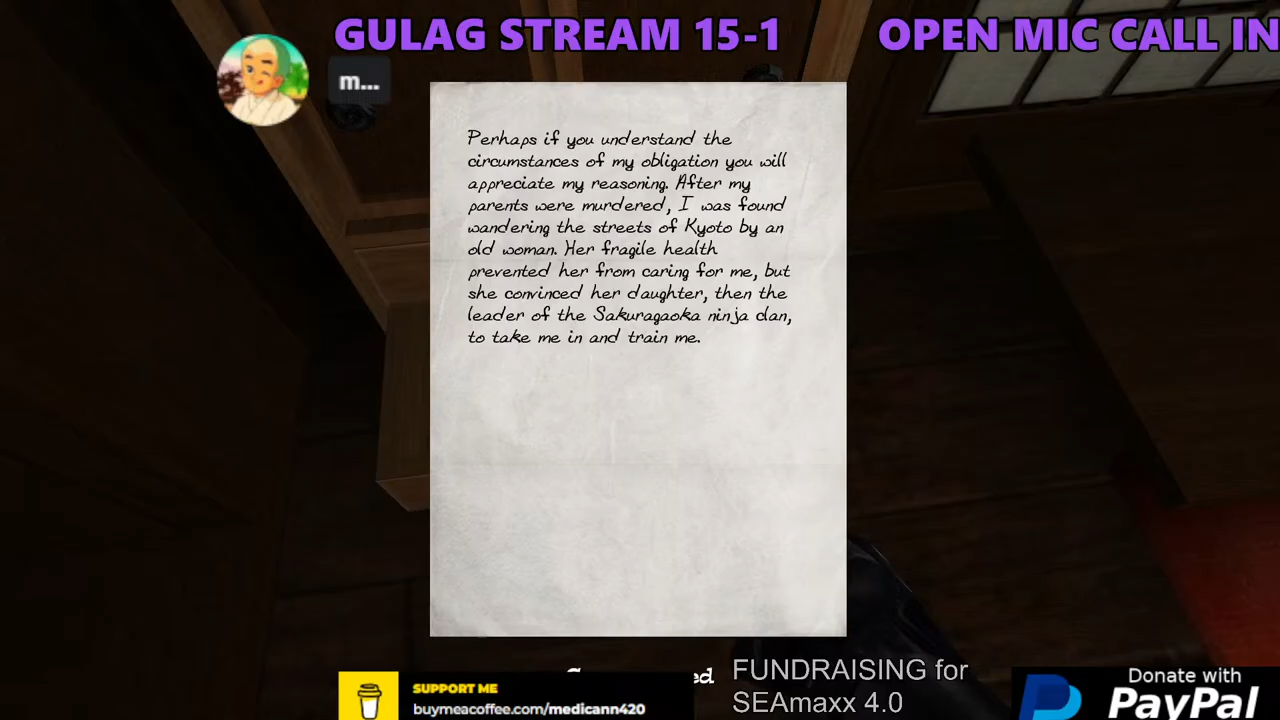 GULAG STREAM 15-1 OPEN MIC CALL IN
m...
Perhaps if you understand the
circumstances of my obligation you will
appreciate my reasoning. After my
parents were murdered, I was found
wandering the streets of Kyoto by an
old woman. Her fragile health
prevented her from caring for me, but
she convinced her daughter, then the
leader of the Sakuragaoka ninja clan,
to take me in and train me.
FUNDRAISING for
SEAmaxx 4.0
SUPPORT ME
buymeacoffee.com/medicann420
Donate with
PayPal